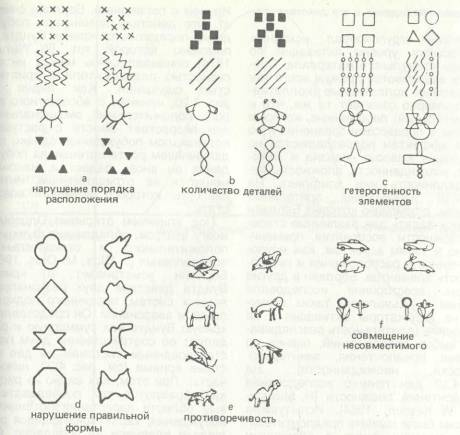 a
нарушение порядка
расположения
b
количество деталей
c
гетерогенность
элементов
d
нарушение правильной
формы
e
противоречивость
f
совмещение
несовместимого